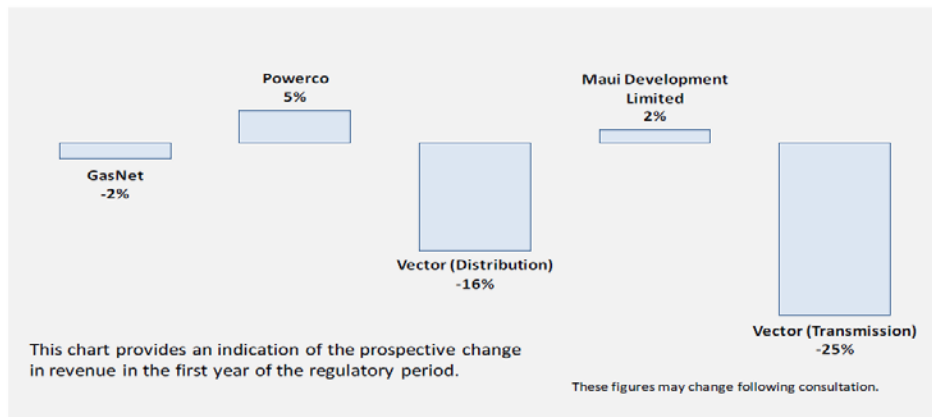 Powerco
5%
Maui Development
Limited
2%
GasNet
-2%
Vector (Distribution)
-16%
Vector (Transmission)
-25%
This chart provides an indication of the prospective change
in revenue in the first year of the regulatory period.
These figures may change following consultation.